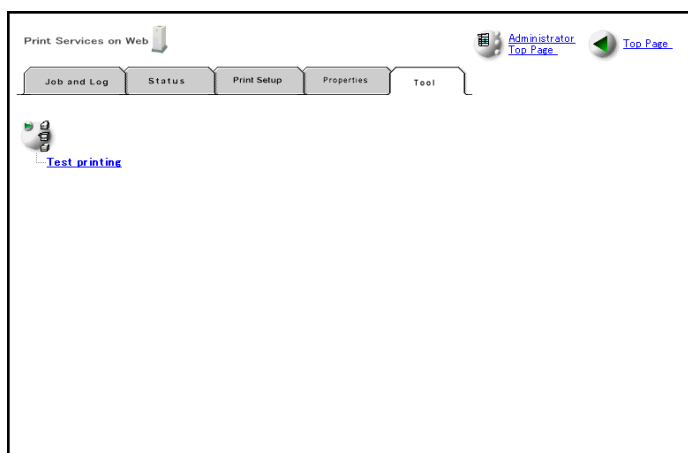 Print Services on Web
Administrator
Top Page
Top Page
Job and Log
Status
Print Setup
Properties
Tool
Test printing